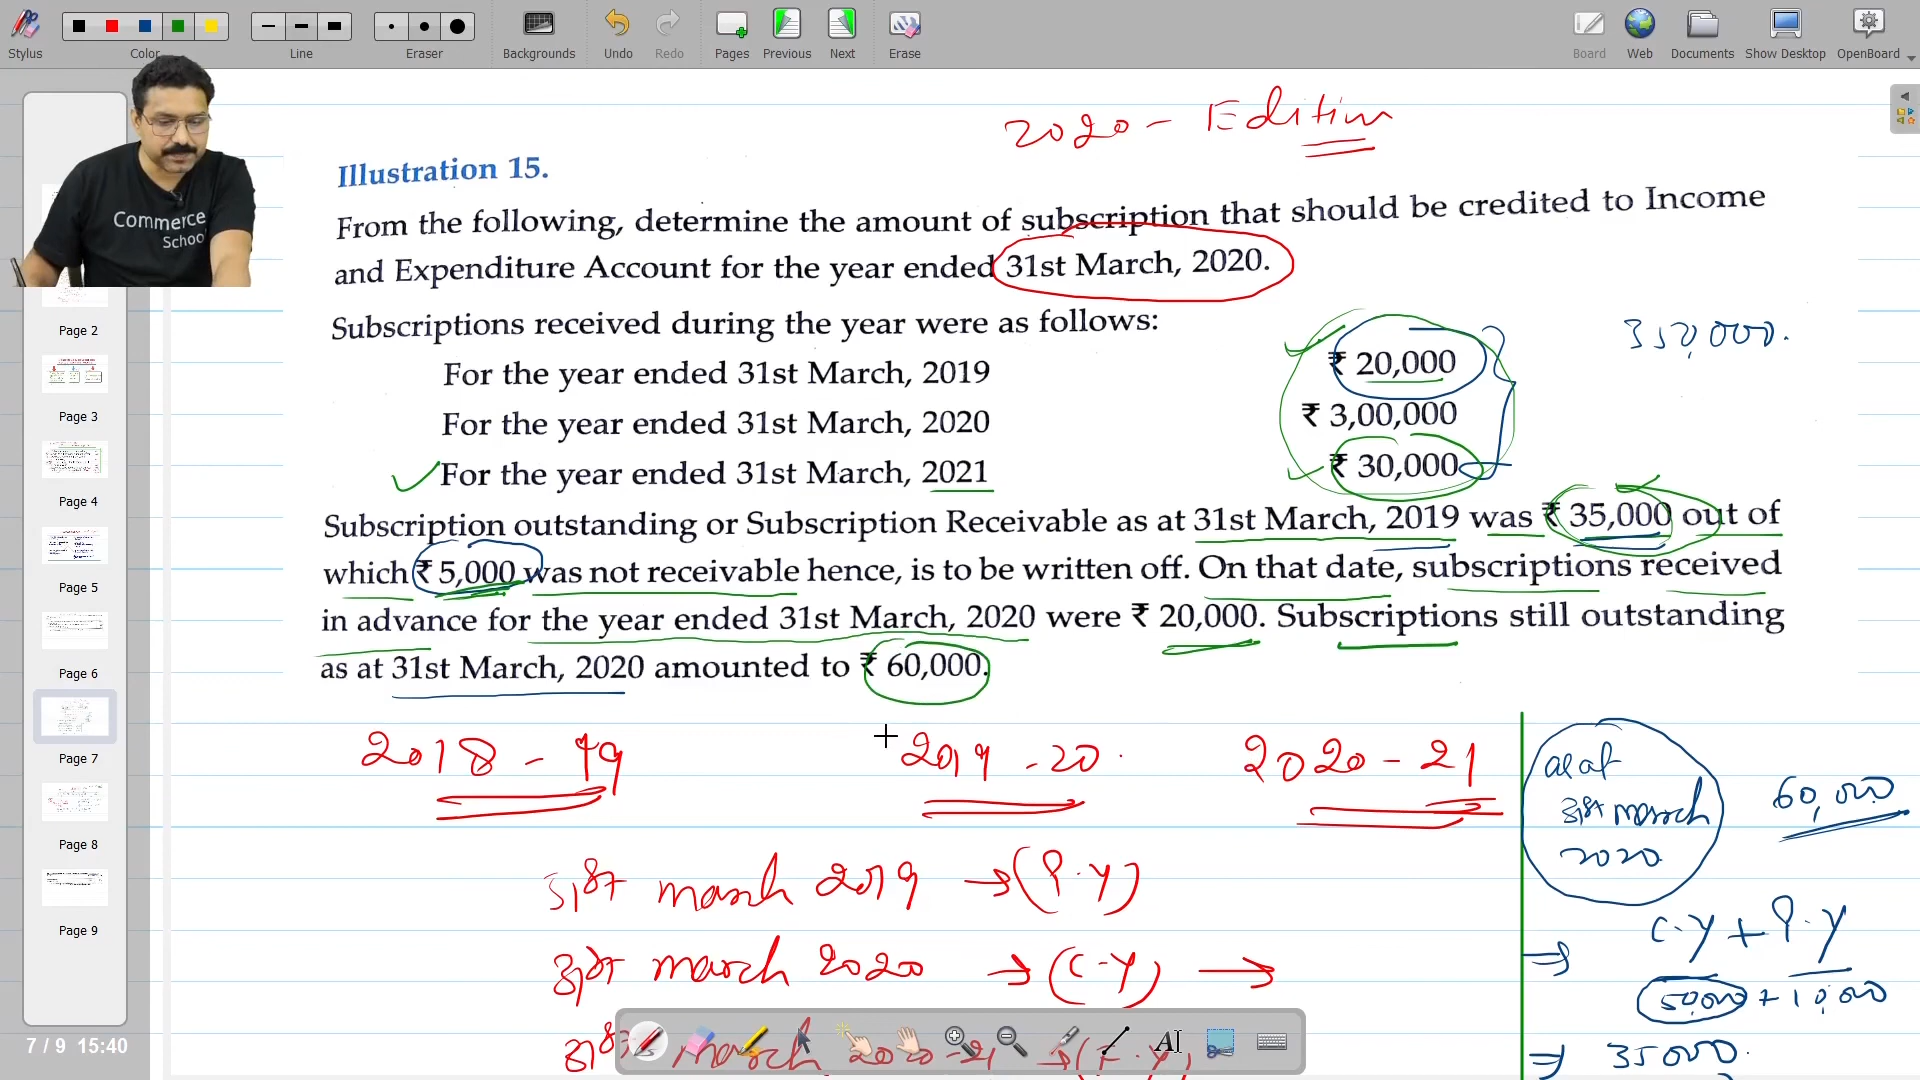 Stylus Color Line Eraser Backgrounds Undo Redo Pages Previous Next Erase Board Web Documents Show Desktop OpenBoard
Commerce
School
2020 - Edition
Illustration 15.
From the following, determine the amount of subscription that should be credited to Income
and Expenditure Account for the year ended 31st March, 2020.
Subscriptions received during the year were as follows:
For the year ended 31st March, 2019 ₹ 20,000
350,000.
For the year ended 31st March, 2020 ₹ 3,00,000
For the year ended 31st March, 2021 ₹ 30,000
Subscription outstanding or Subscription Receivable as at 31st March, 2019 was ₹ 35,000 out of
which ₹ 5,000 was not receivable hence, is to be written off. On that date, subscriptions received
in advance for the year ended 31st March, 2020 were ₹ 20,000. Subscriptions still outstanding
as at 31st March, 2020 amounted to ₹ 60,000.
2018 - 19 2019 - 20. 2020 - 21
31st march 2019 → (P.Y)
31st march 2020 → (C-Y) →
31st march 2020-21 → (F.Y)
as at
31st march
2020
60,000
⇒ C.Y + P.Y
50,000 + 10,000
⇒ 35000.
Page 2
Page 3
Page 4
Page 5
Page 6
Page 7
Page 8
Page 9
7 / 9 15:40